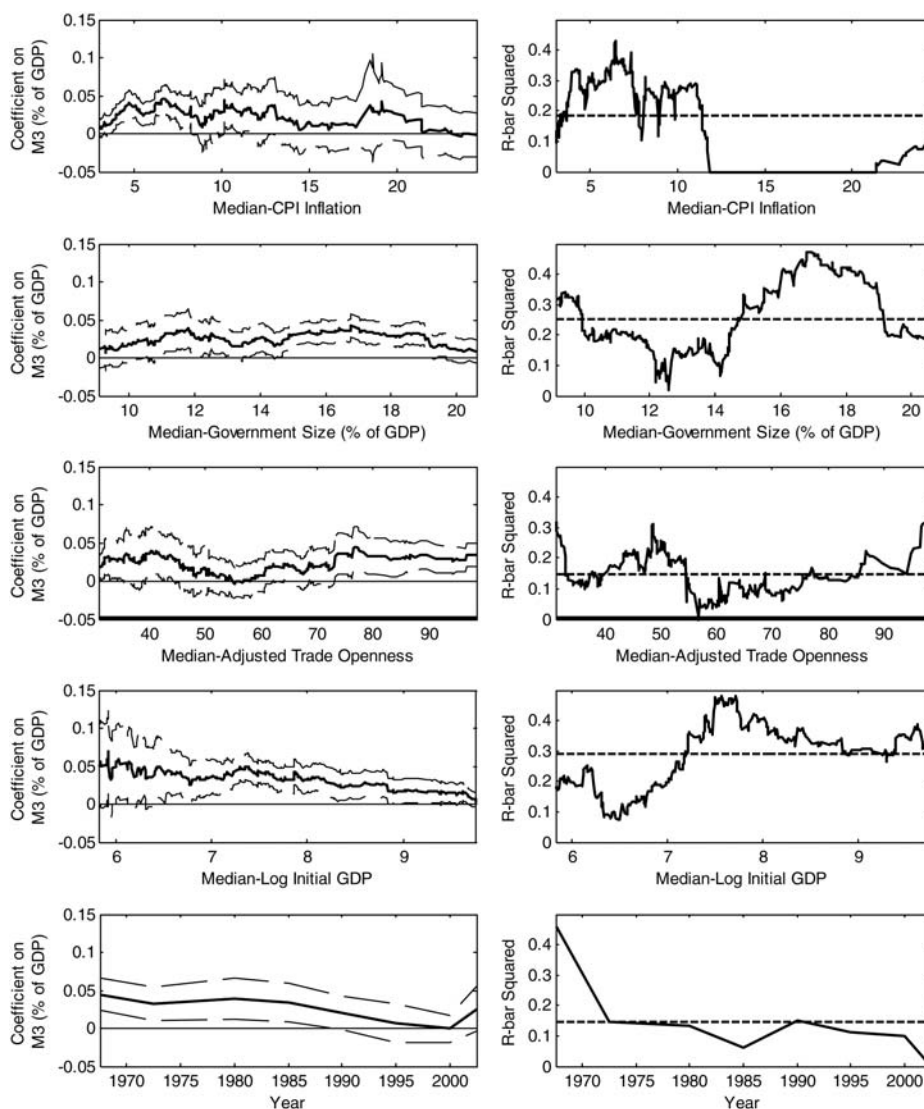 Coefficient on
M3 (% of GDP)
0.15
0.1
0.05
0
-0.05
5 10 15 20
Median-CPI Inflation
R-bar Squared
0.4
0.3
0.2
0.1
0
5 10 15 20
Median-CPI Inflation
Coefficient on
M3 (% of GDP)
0.15
0.1
0.05
0
-0.05
10 12 14 16 18 20
Median-Government Size (% of GDP)
R-bar Squared
0.4
0.3
0.2
0.1
0
10 12 14 16 18 20
Median-Government Size (% of GDP)
Coefficient on
M3 (% of GDP)
0.15
0.1
0.05
0
-0.05
40 50 60 70 80 90
Median-Adjusted Trade Openness
R-bar Squared
0.4
0.3
0.2
0.1
0
40 50 60 70 80 90
Median-Adjusted Trade Openness
Coefficient on
M3 (% of GDP)
0.15
0.1
0.05
0
-0.05
6 7 8 9
Median-Log Initial GDP
R-bar Squared
0.4
0.3
0.2
0.1
0
6 7 8 9
Median-Log Initial GDP
Coefficient on
M3 (% of GDP)
0.15
0.1
0.05
0
-0.05
1970 1975 1980 1985 1990 1995 2000
Year
R-bar Squared
0.4
0.3
0.2
0.1
0
1970 1975 1980 1985 1990 1995 2000
Year